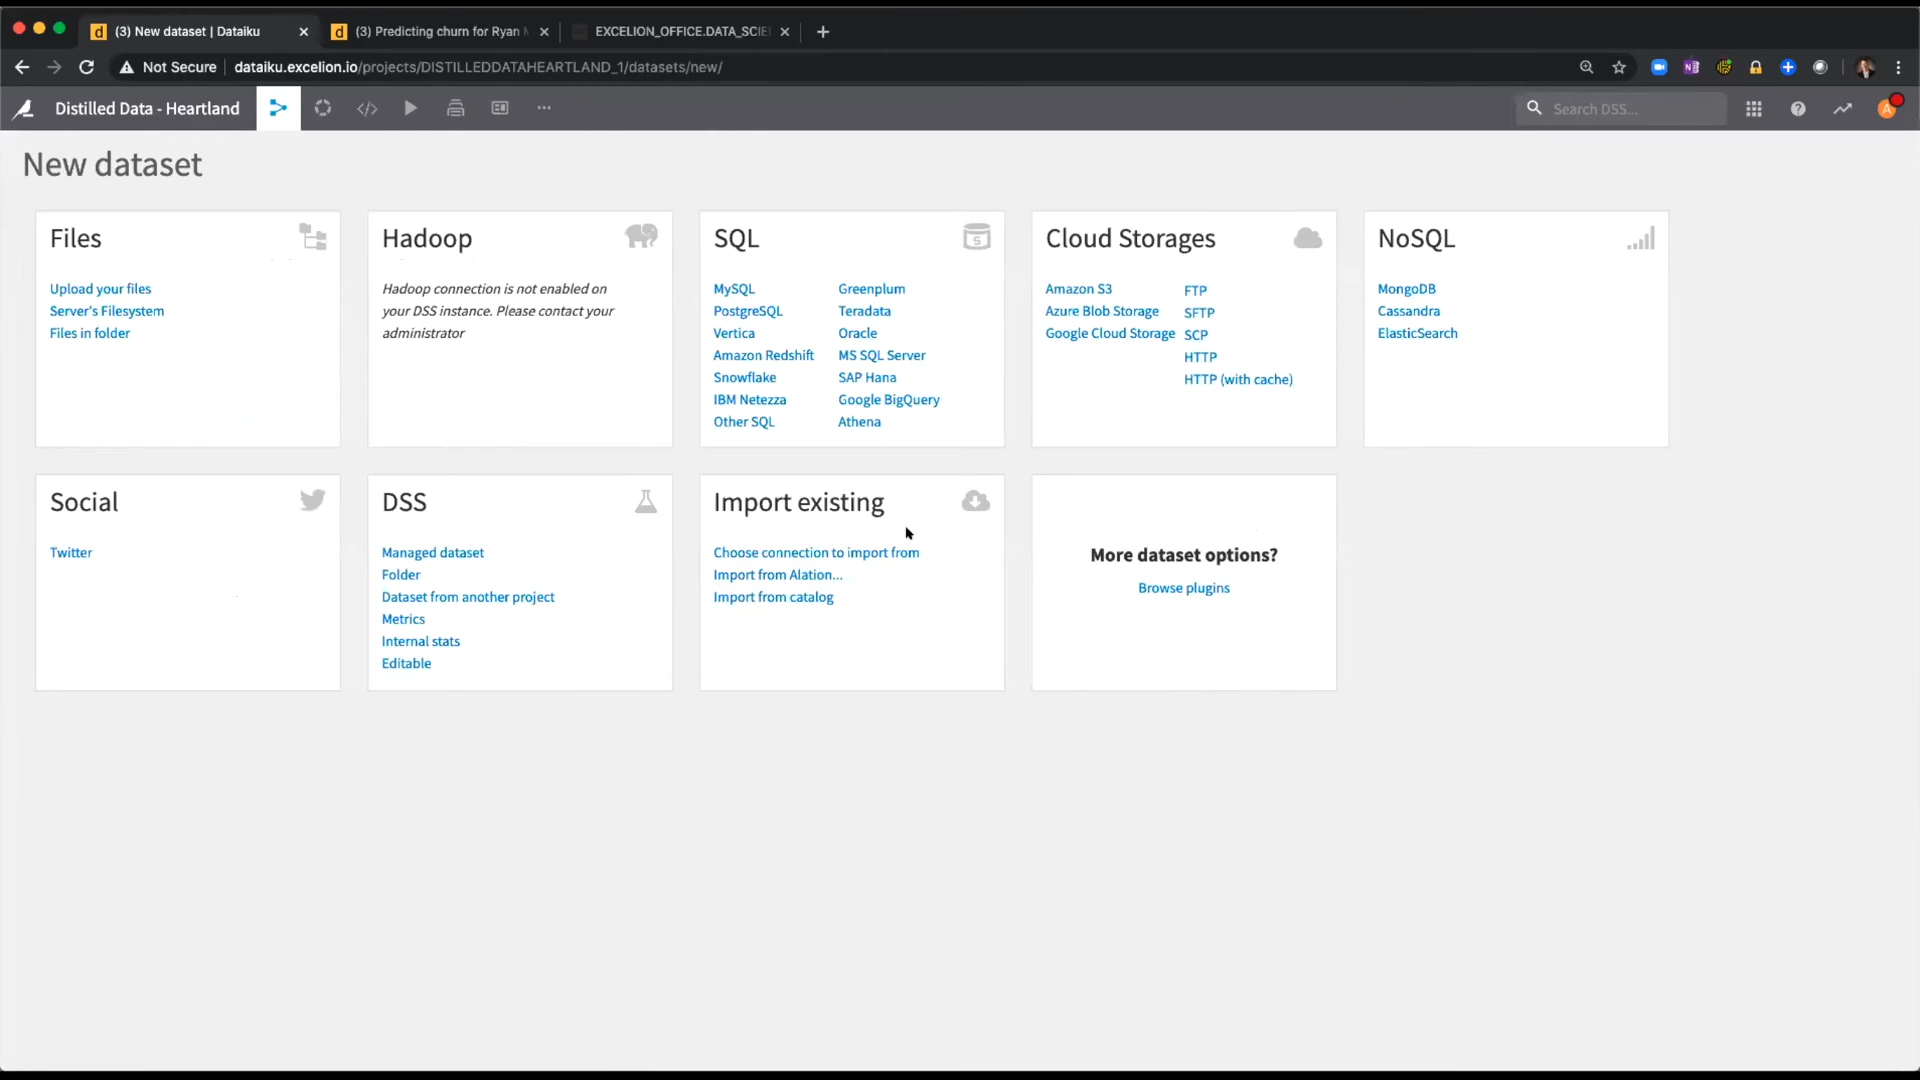 (3) New dataset | Dataiku
(3) Predicting churn for Ryan
EXCELION_OFFICE.DATA_SCIE
Not Secure
dataiku.excelion.io/projects/DISTILLEDDATAHEARTLAND_1/datasets/new/
Distilled Data - Heartland
Search DSS...
A
New dataset
Files
Upload your files
Server's Filesystem
Files in folder
Hadoop
Hadoop connection is not enabled on
your DSS instance. Please contact your
administrator
SQL
MySQL
PostgreSQL
Vertica
Amazon Redshift
Snowflake
IBM Netezza
Other SQL
Greenplum
Teradata
Oracle
MS SQL Server
SAP Hana
Google BigQuery
Athena
Cloud Storages
Amazon S3
Azure Blob Storage
Google Cloud Storage
FTP
SFTP
SCP
HTTP
HTTP (with cache)
NoSQL
MongoDB
Cassandra
ElasticSearch
Social
Twitter
DSS
Managed dataset
Folder
Dataset from another project
Metrics
Internal stats
Editable
Import existing
Choose connection to import from
Import from Alation...
Import from catalog
More dataset options?
Browse plugins